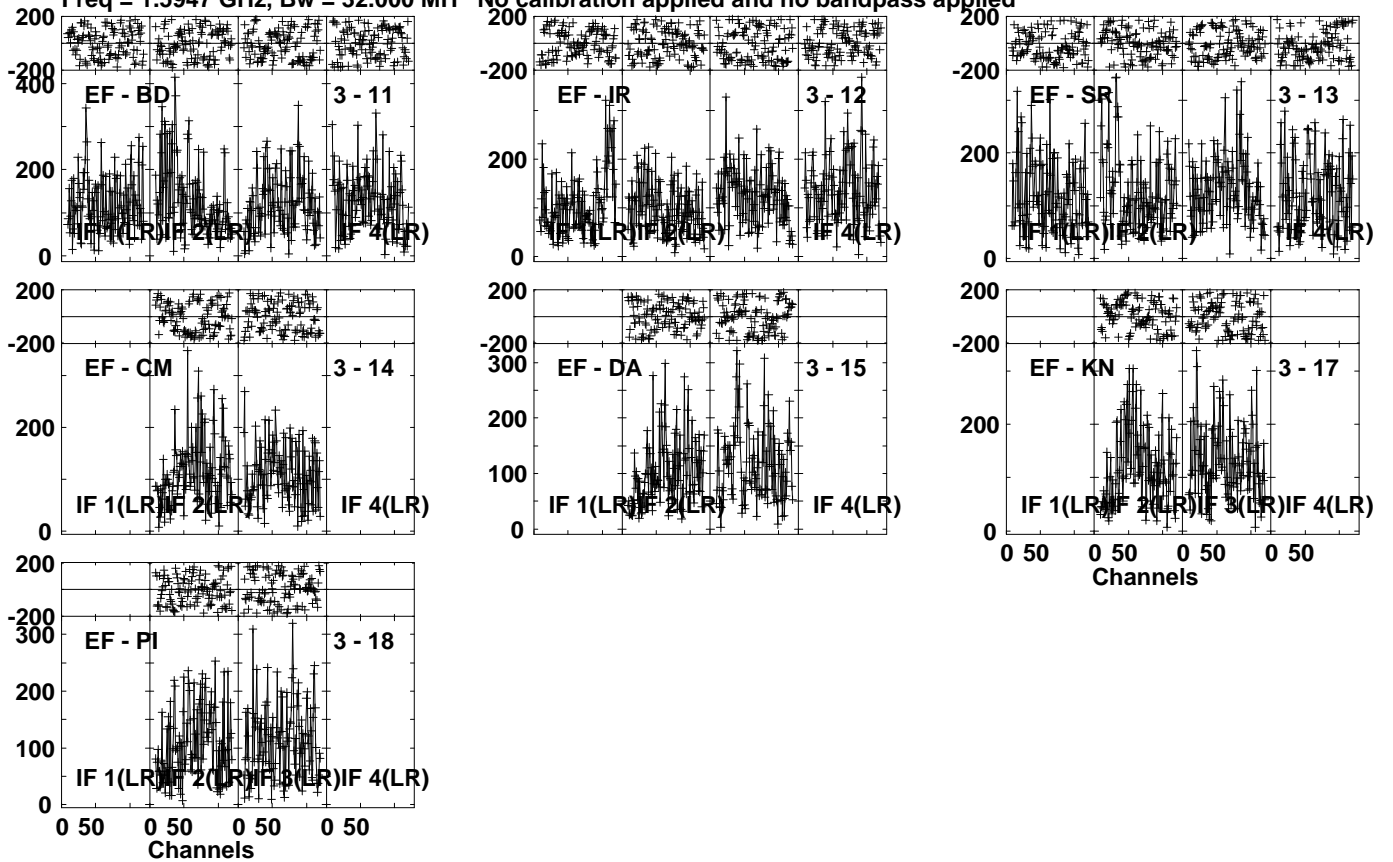 Freq = 1.5947 GHz, Bw = 32.000 MH No calibration applied and no bandpass applied
200
-200
400
200
0
EF - BD
3 - 11
IF 1(LR)
IF 2(LR)
IF 4(LR)
200
-200
200
0
EF - IR
3 - 12
IF 1(LR)
IF 2(LR)
IF 4(LR)
200
-200
200
0
EF - SR
3 - 13
IF 1(LR)
IF 2(LR)
IF 4(LR)
200
-200
200
0
EF - CM
3 - 14
IF 1(LR)
IF 2(LR)
IF 4(LR)
200
-200
300
200
100
0
EF - DA
3 - 15
IF 1(LR)
IF 2(LR)
IF 4(LR)
200
-200
200
0
EF - KN
3 - 17
IF 1(LR)
IF 2(LR)
IF 3(LR)
IF 4(LR)
0 50 0 50 0 50 0 50
Channels
200
-200
300
200
100
0
EF - PI
3 - 18
IF 1(LR)
IF 2(LR)
IF 3(LR)
IF 4(LR)
0 50 0 50 0 50 0 50
Channels